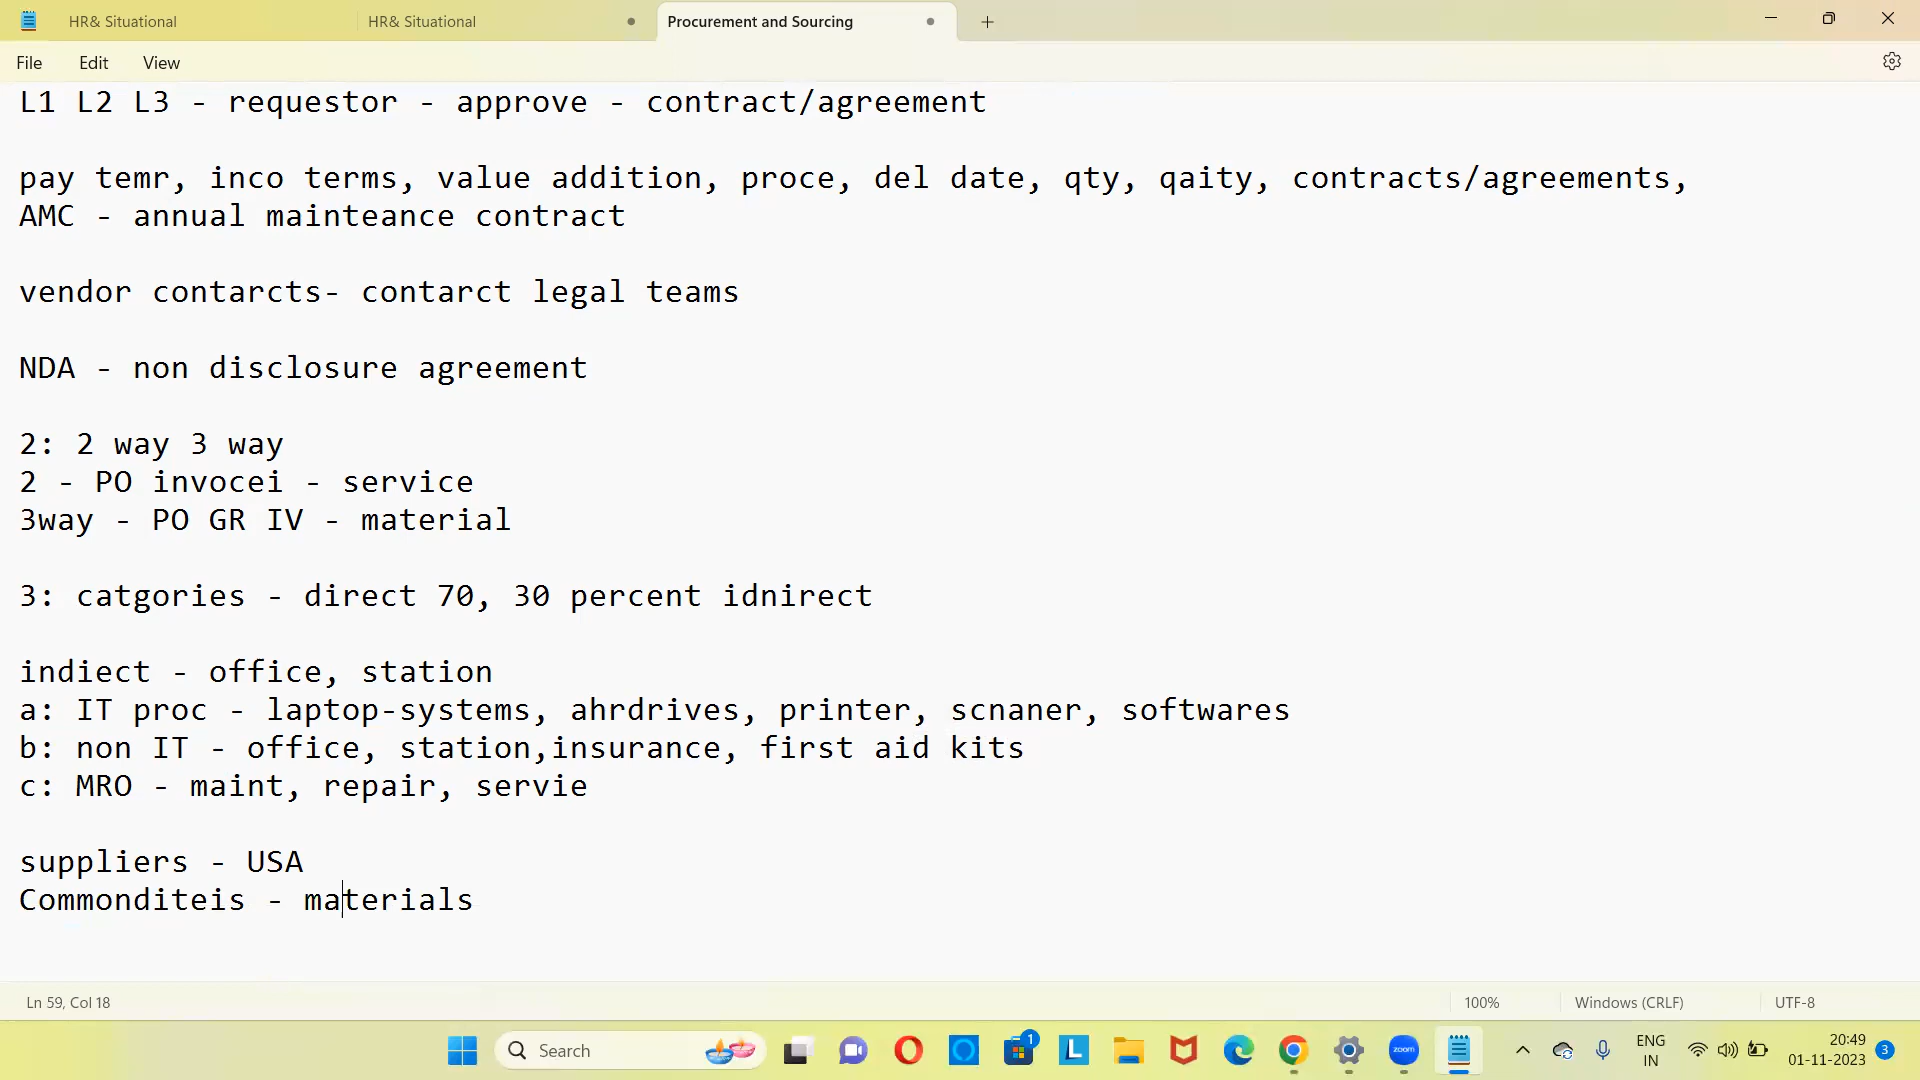 HR& Situational
HR& Situational
Procurement and Sourcing
File Edit View
L1 L2 L3 - requestor - approve - contract/agreement
pay temr, inco terms, value addition, proce, del date, qty, qaity, contracts/agreements,
AMC - annual mainteance contract
vendor contarcts- contarct legal teams
NDA - non disclosure agreement
2: 2 way 3 way
2 - PO invocei - service
3way - PO GR IV - material
3: catgories - direct 70, 30 percent idnirect
indiect - office, station
a: IT proc - laptop-systems, ahrdrives, printer, scnaner, softwares
b: non IT - office, station,insurance, first aid kits
c: MRO - maint, repair, servie
suppliers - USA
Commonditeis - materials
Ln 59, Col 18 100% Windows (CRLF) UTF-8
Search
1
L
zoom
ENG
IN
20:49
01-11-2023
3